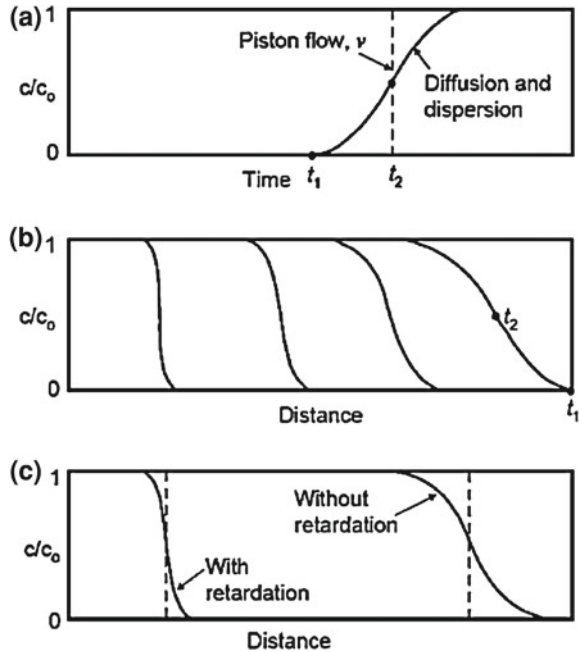 (a)
1
c/c₀
0
Piston flow, ν
Diffusion and
dispersion
Time
t₁
t₂
(b)
1
c/c₀
0
t₂
Distance
t₁
(c)
1
c/c₀
0
Without
retardation
With
retardation
Distance